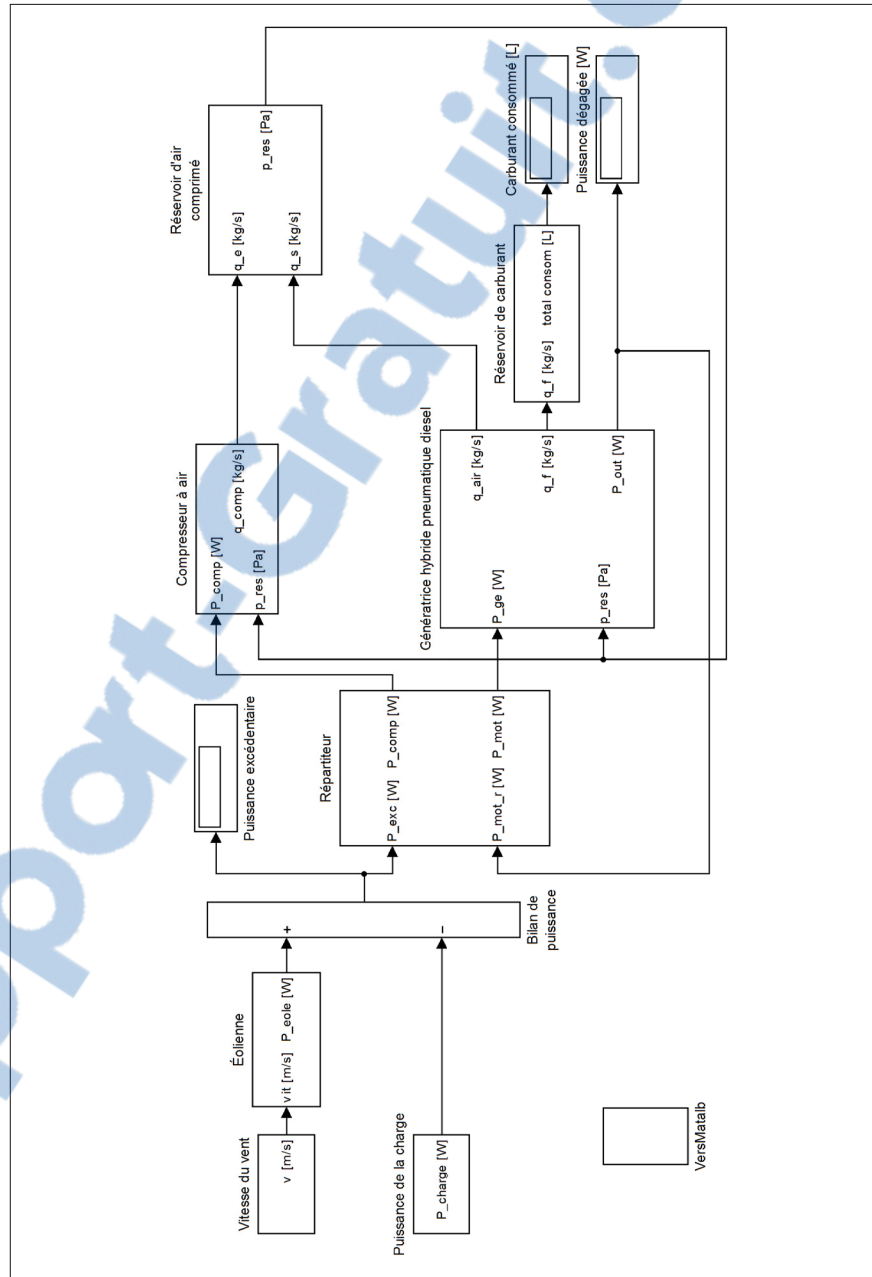 Vitesse du vent
v [m/s]
Éolienne
vit [m/s] P_eole [W]
Puissance de la charge
P_charge [W]
VersMatalb
+
−
Bilan de
puissance
Puissance excédentaire
Répartiteur
P_exc [W] P_comp [W]
P_mot_r [W] P_mot [W]
Compresseur à air
P_comp [W]
q_comp [kg/s]
p_res [Pa]
Génératrice hybride pneumatique diesel
P_ge [W]
p_res [Pa]
q_air [kg/s]
q_f [kg/s]
P_out [W]
Réservoir d'air
comprimé
q_e [kg/s]
p_res [Pa]
q_s [kg/s]
Réservoir de carburant
q_f [kg/s] total consom [L]
Carburant consommé [L]
Puissance dégagée [W]
pport-Gratuit.